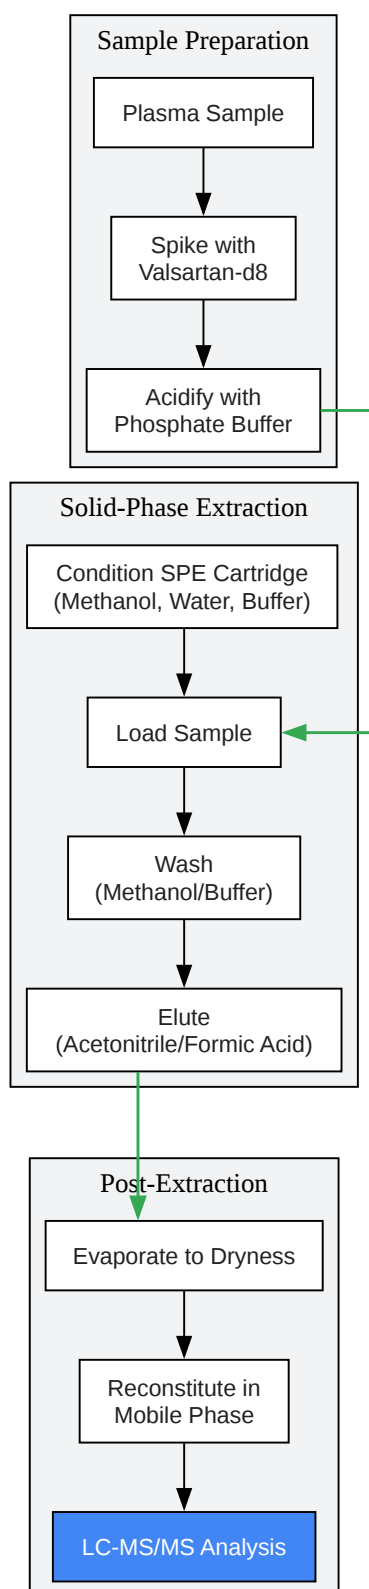 Sample Preparation
Plasma Sample
Spike with
Valsartan-d8
Acidify with
Phosphate Buffer
Solid-Phase Extraction
Condition SPE Cartridge
(Methanol, Water, Buffer)
Load Sample
Wash
(Methanol/Buffer)
Elute
(Acetonitrile/Formic Acid)
Post-Extraction
Evaporate to Dryness
Reconstitute in
Mobile Phase
LC-MS/MS Analysis